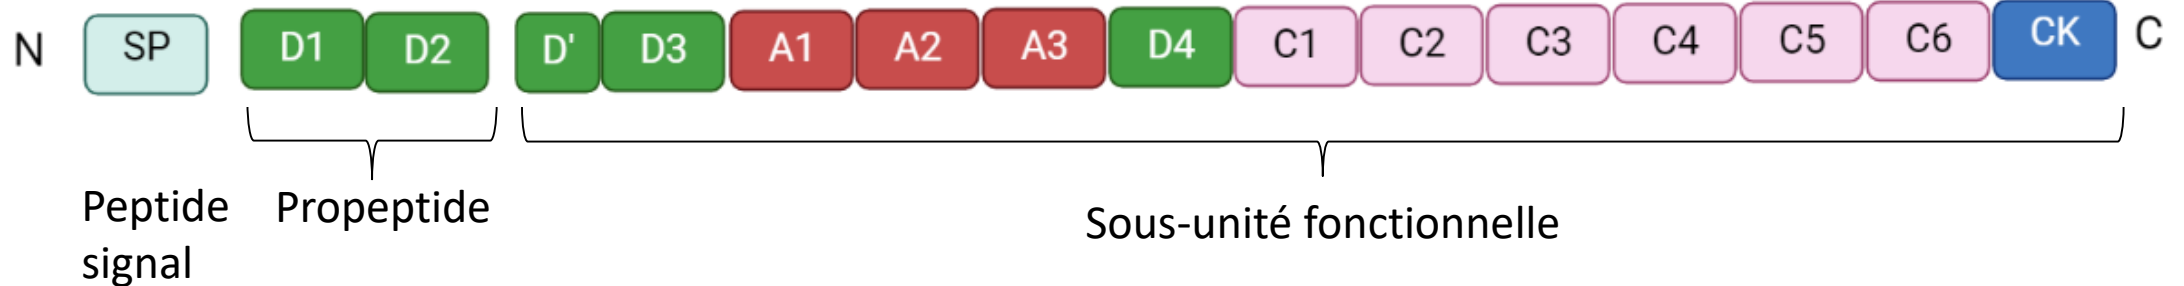 N SP D1 D2 D' D3 A1 A2 A3 D4 C1 C2 C3 C4 C5 C6 CK C
Peptide
signal
Propeptide
Sous-unité fonctionnelle